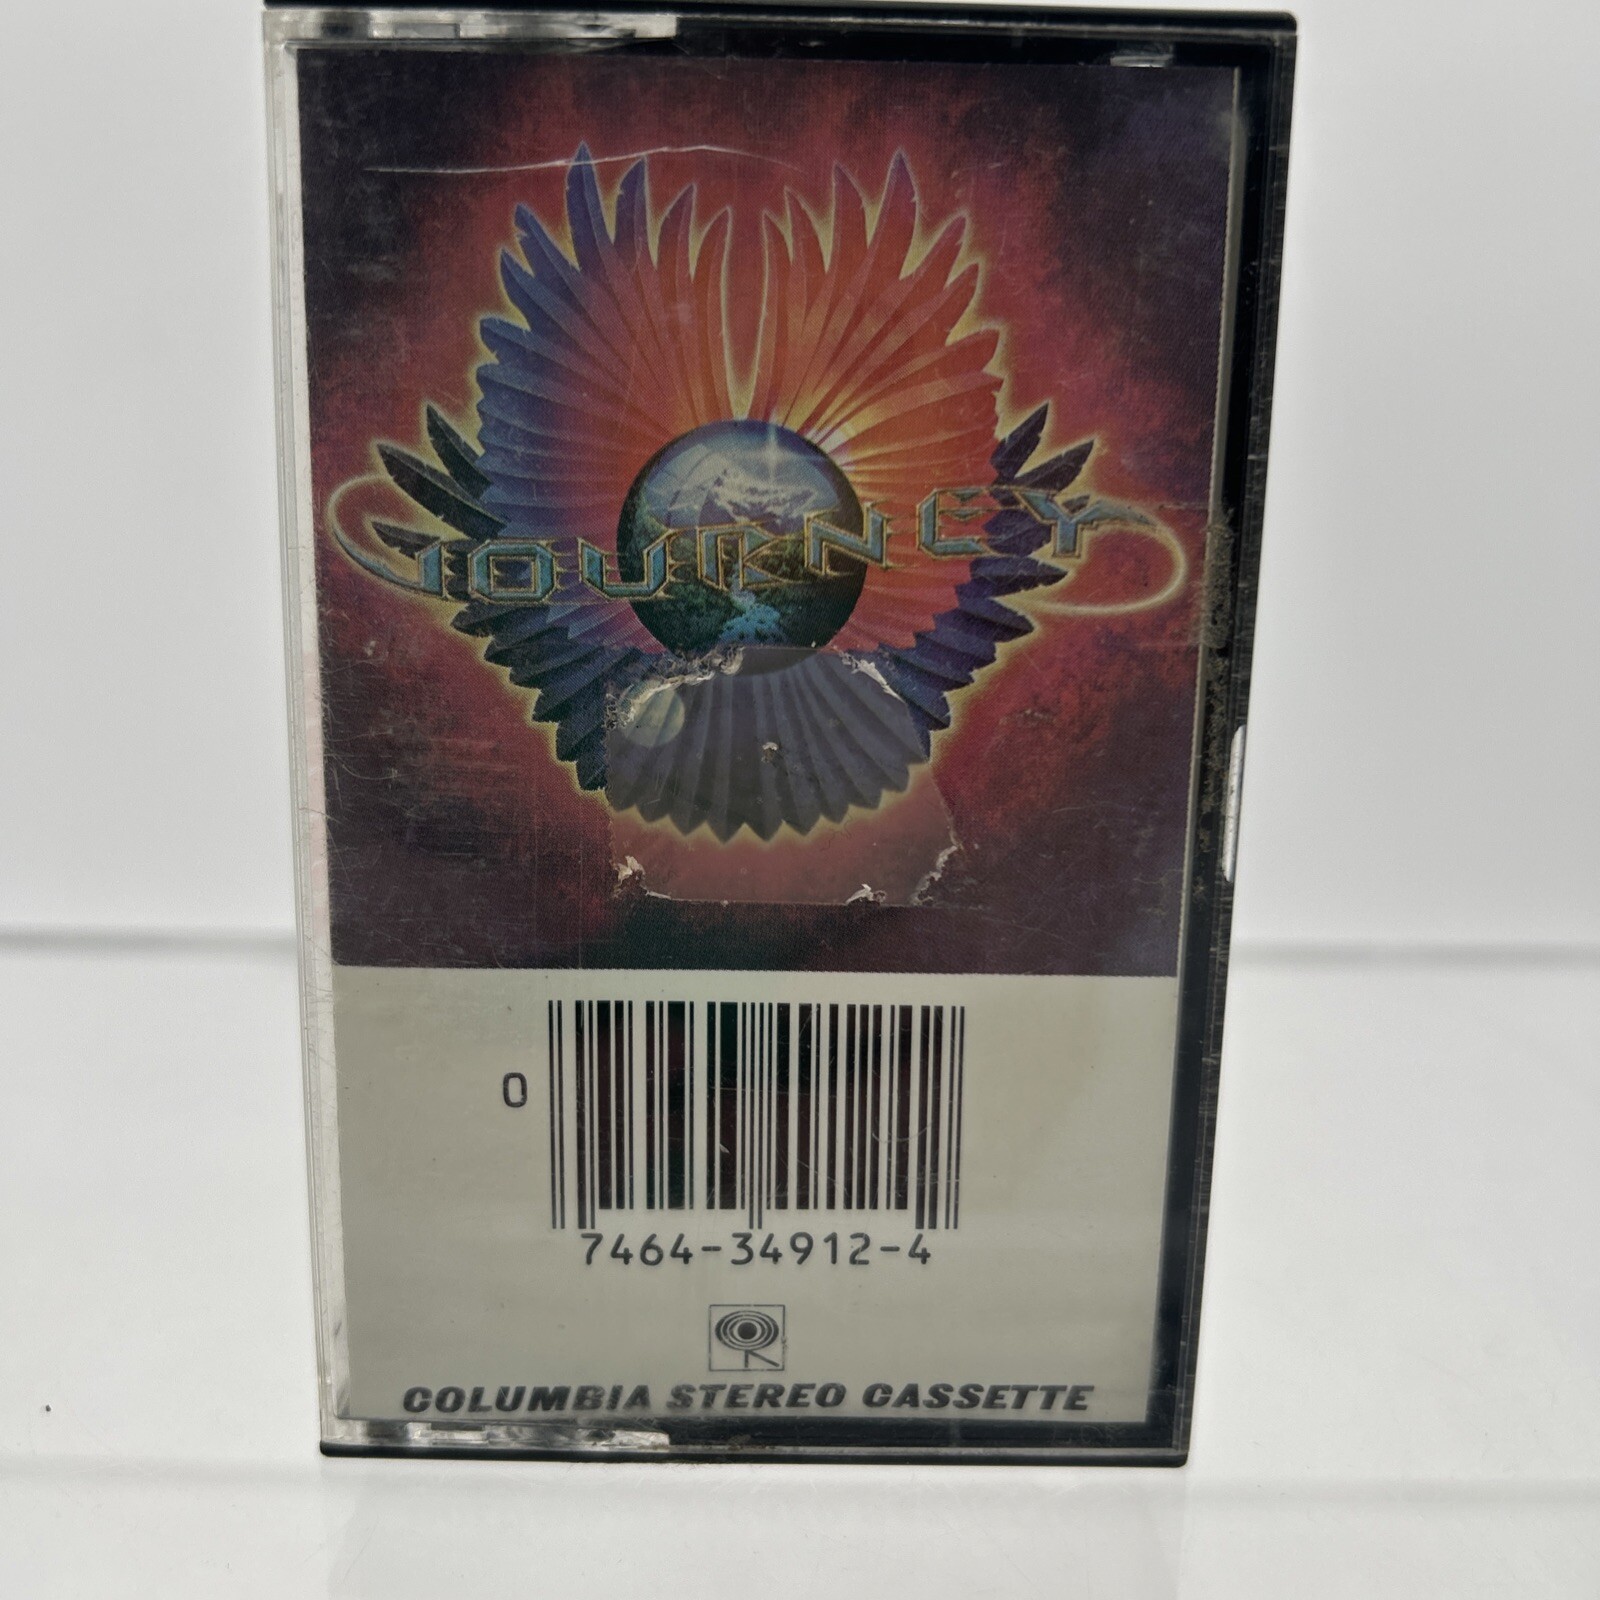 JOURNEY
0
7464-34912-4
COLUMBIA STEREO CASSETTE